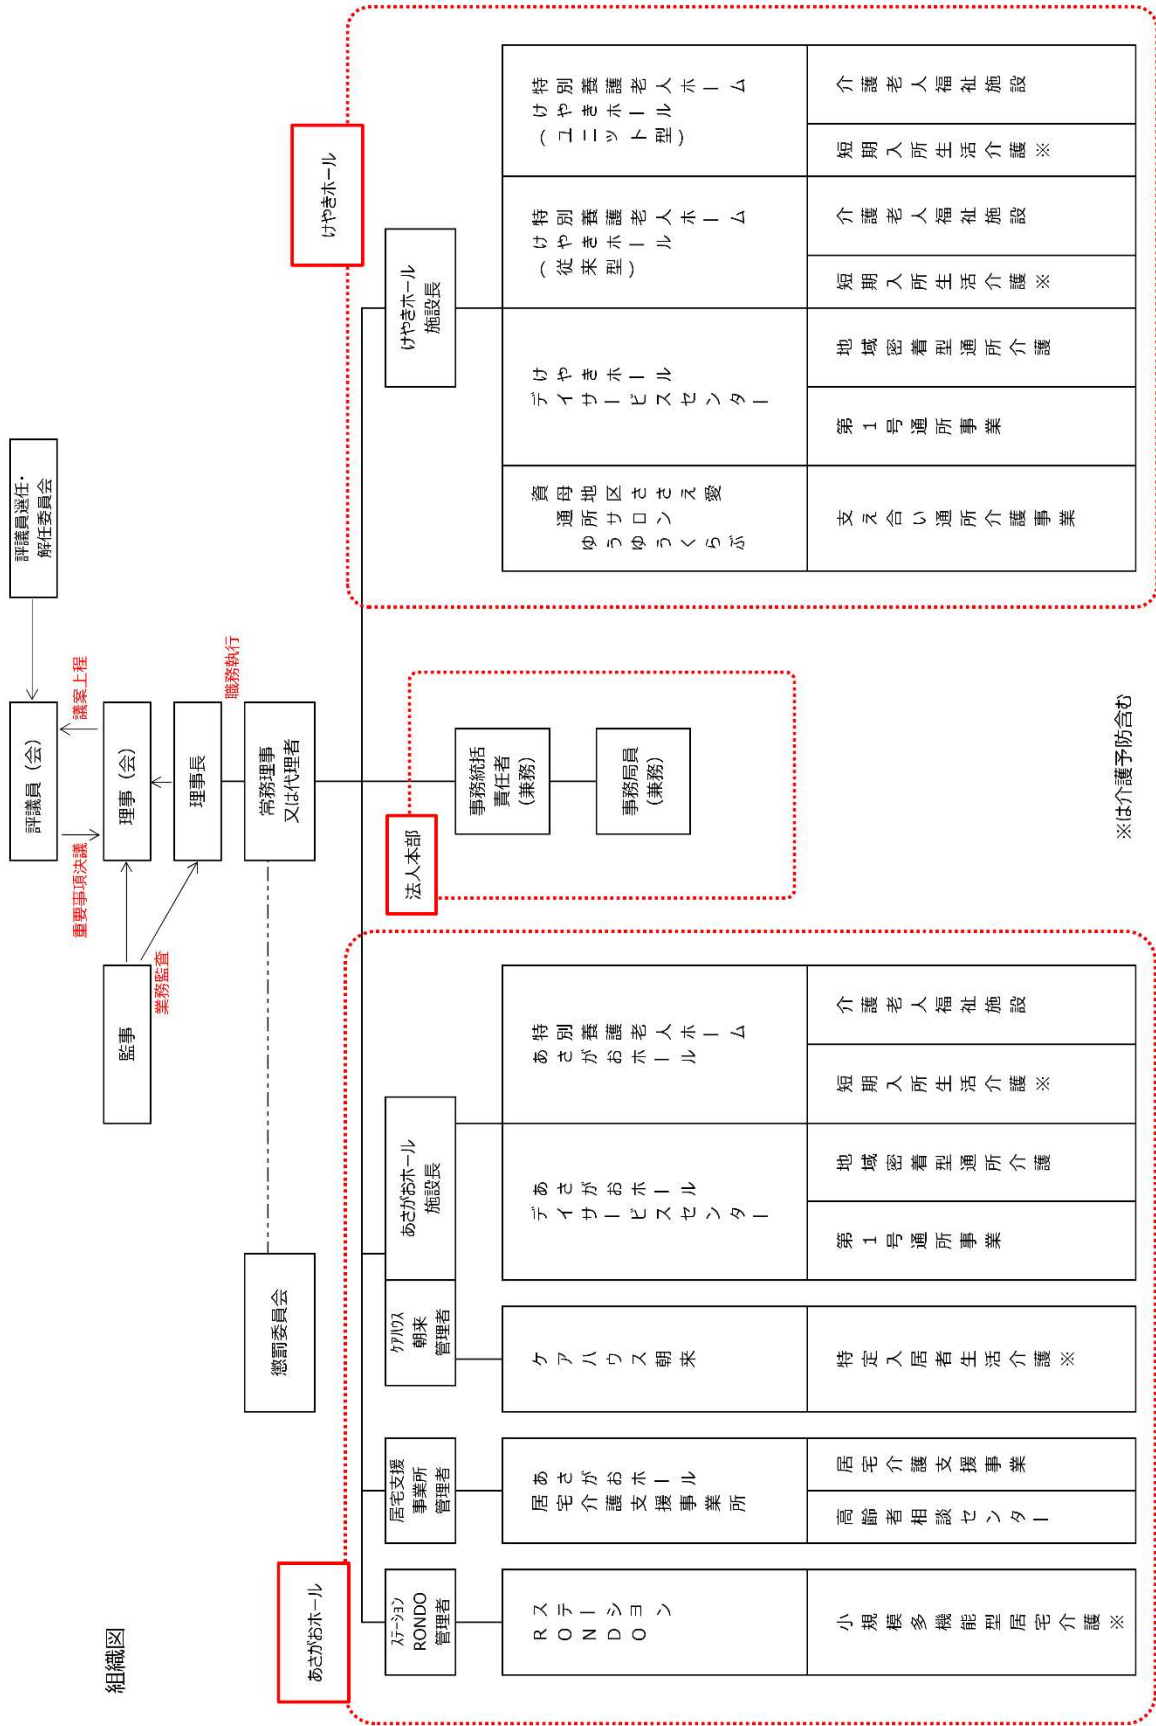 組織図
評議員選任・
解任委員会
評議員（会）
議案上程
重要事項決議
理事（会）
監事
業務監査
理事長
職務執行
常務理事
又は代理者
懲罰委員会
あさがおホール
ステーション
RONDO
管理者
居宅支援
事業所
管理者
ケアハウス
朝来
管理者
あさがおホール
施設長
ステーション
RONDO
小規模多機能型居宅介護※
あさがおホール
居宅介護支援事業所
高齢者相談センター
居宅介護支援事業
ケアハウス朝来
特定入居者生活介護※
あさがおホール
デイサービスセンター
第1号通所事業
地域密着型通所介護
特別養護老人ホーム
あさがおホール
短期入所生活介護※
介護老人福祉施設
法人本部
事務統括
責任者
（兼務）
事務局員
（兼務）
けやきホール
けやきホール
施設長
資母地区ささえ愛
通所サロン
ゆうゆうくらぶ
支え合い通所介護事業
けやきホール
デイサービスセンター
第1号通所事業
地域密着型通所介護
特別養護老人ホーム
けやきホール
（従来型）
短期入所生活介護※
介護老人福祉施設
特別養護老人ホーム
けやきホール
（ユニット型）
短期入所生活介護※
介護老人福祉施設
※は介護予防含む